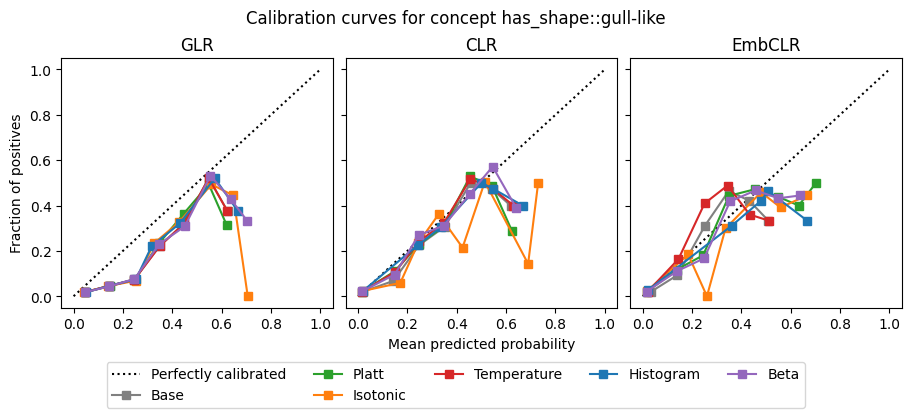 Calibration curves for concept has_shape::gull-like
GLR
CLR
EmbCLR
Fraction of positives
1.0
0.8
0.6
0.4
0.2
0.0
0.0 0.2 0.4 0.6 0.8 1.0
0.0 0.2 0.4 0.6 0.8 1.0
0.0 0.2 0.4 0.6 0.8 1.0
Mean predicted probability
Perfectly calibrated Platt Temperature Histogram Beta
Base Isotonic